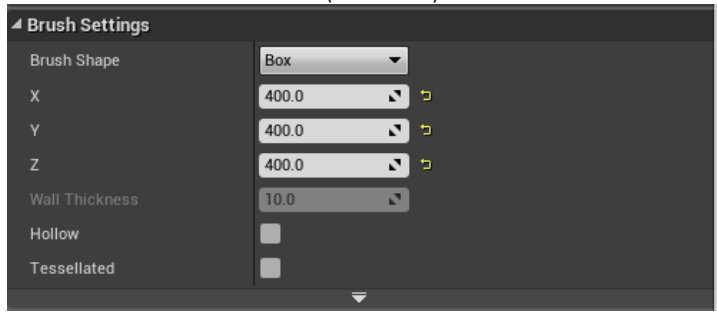 Brush Settings
Brush Shape Box
X 400.0
Y 400.0
Z 400.0
Wall Thickness 10.0
Hollow
Tessellated